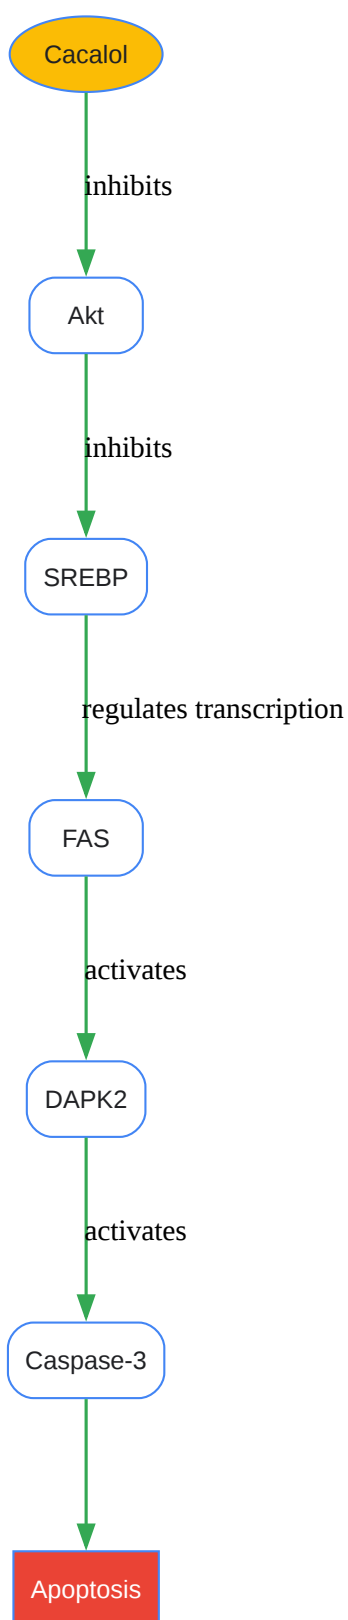 Cacalol
inhibits
Akt
inhibits
SREBP
regulates transcription
FAS
activates
DAPK2
activates
Caspase-3
Apoptosis